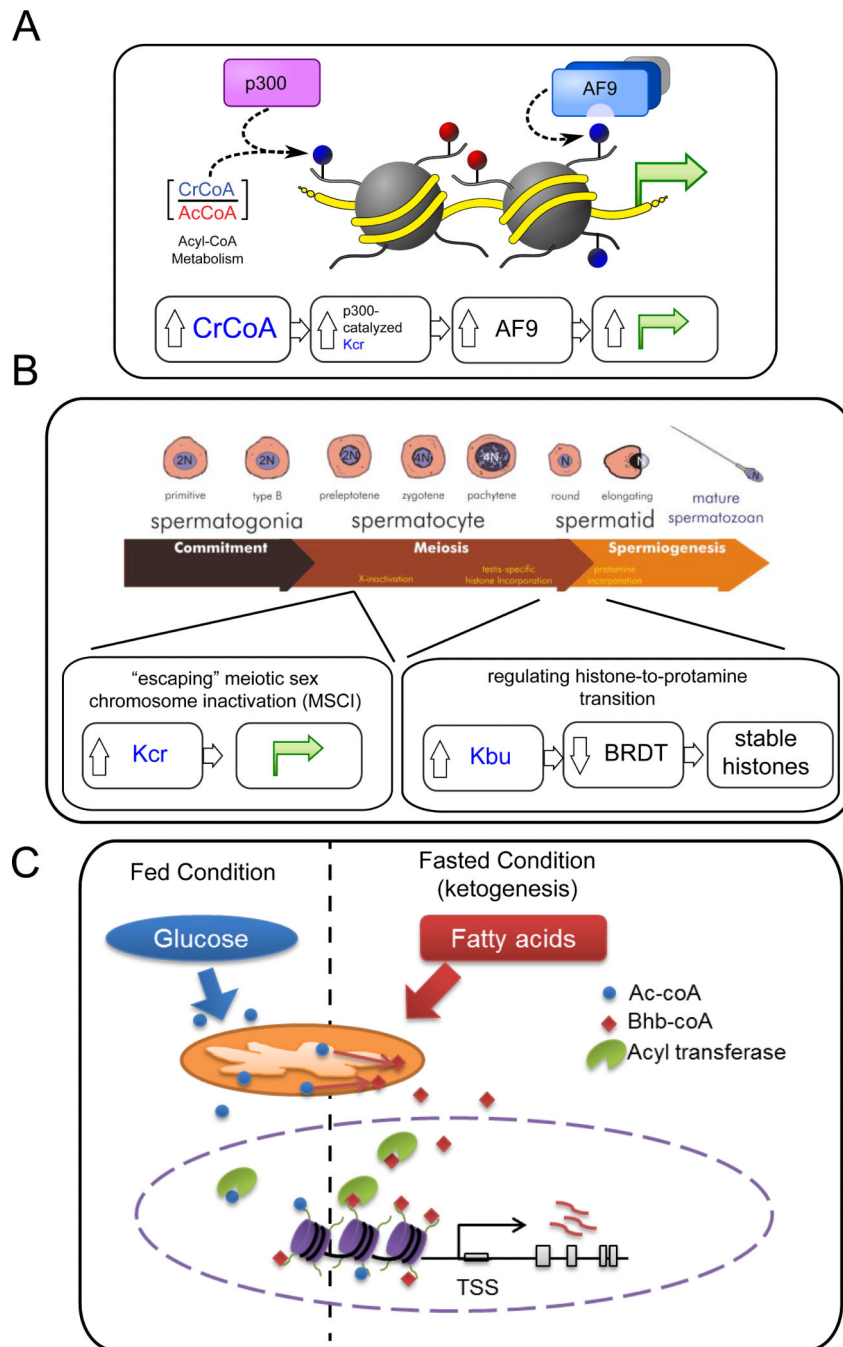 A
p300
AF9
CrCoA
AcCoA
Acyl-CoA
Metabolism
CrCoA
p300-
catalyzed
Kcr
AF9
B
2N
2N
2N
4N
4N
N
N
N
primitive
type B
preleptotene
zygotene
pachytene
round
elongating
mature
spermatozoan
spermatogonia
spermatocyte
spermatid
Commitment
Meiosis
Spermiogenesis
X-inactivation
testis-specific
histone Incorporation
protamine
incorporation
"escaping" meiotic sex
chromosome inactivation (MSCI)
Kcr
regulating histone-to-protamine
transition
Kbu
BRDT
stable
histones
C
Fed Condition
Fasted Condition
(ketogenesis)
Glucose
Fatty acids
Ac-coA
Bhb-coA
Acyl transferase
TSS